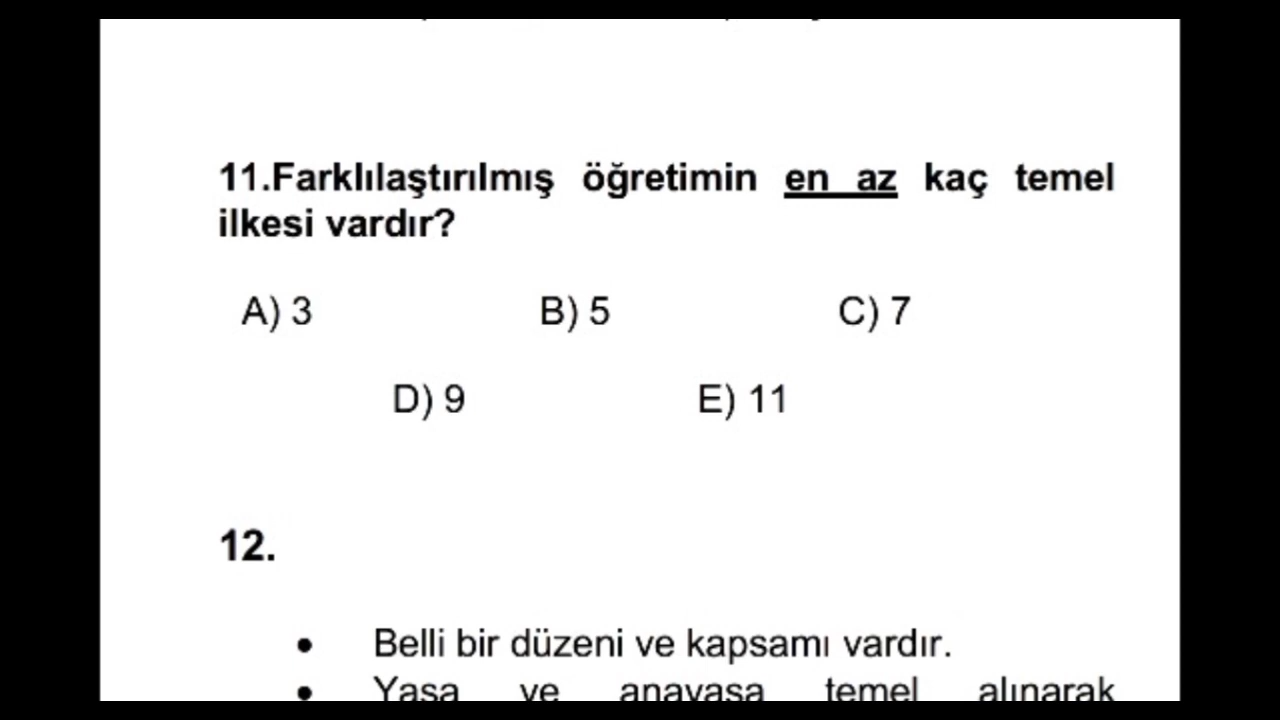 11.Farklılaştırılmış öğretimin en az kaç temel
ilkesi vardır?
A) 3 B) 5 C) 7
D) 9 E) 11
12.
• Belli bir düzeni ve kapsamı vardır.
• Yasa ve anayasa temel alınarak